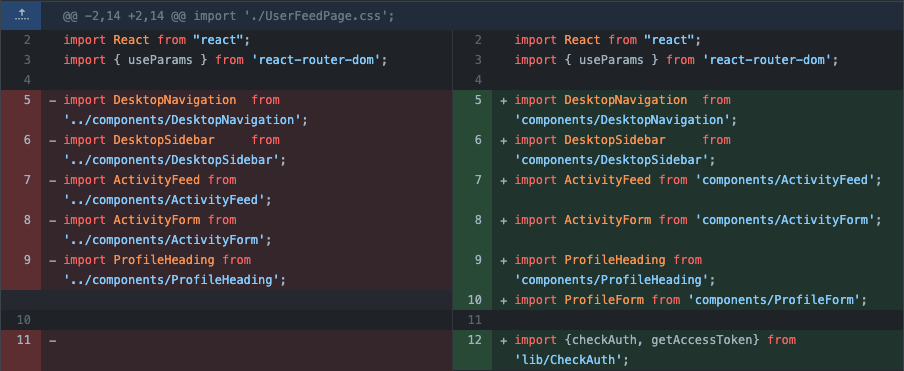 @@ -2,14 +2,14 @@ import './UserFeedPage.css';
2 import React from "react";
3 import { useParams } from 'react-router-dom';
4
5 - import DesktopNavigation  from
'../components/DesktopNavigation';
6 - import DesktopSidebar     from
'../components/DesktopSidebar';
7 - import ActivityFeed from
'../components/ActivityFeed';
8 - import ActivityForm from
'../components/ActivityForm';
9 - import ProfileHeading from
'../components/ProfileHeading';
10
11 -
2 import React from "react";
3 import { useParams } from 'react-router-dom';
4
5 + import DesktopNavigation  from
'components/DesktopNavigation';
6 + import DesktopSidebar     from
'components/DesktopSidebar';
7 + import ActivityFeed from 'components/ActivityFeed';
8 + import ActivityForm from 'components/ActivityForm';
9 + import ProfileHeading from
'components/ProfileHeading';
10 + import ProfileForm from 'components/ProfileForm';
11
12 + import {checkAuth, getAccessToken} from
'lib/CheckAuth';